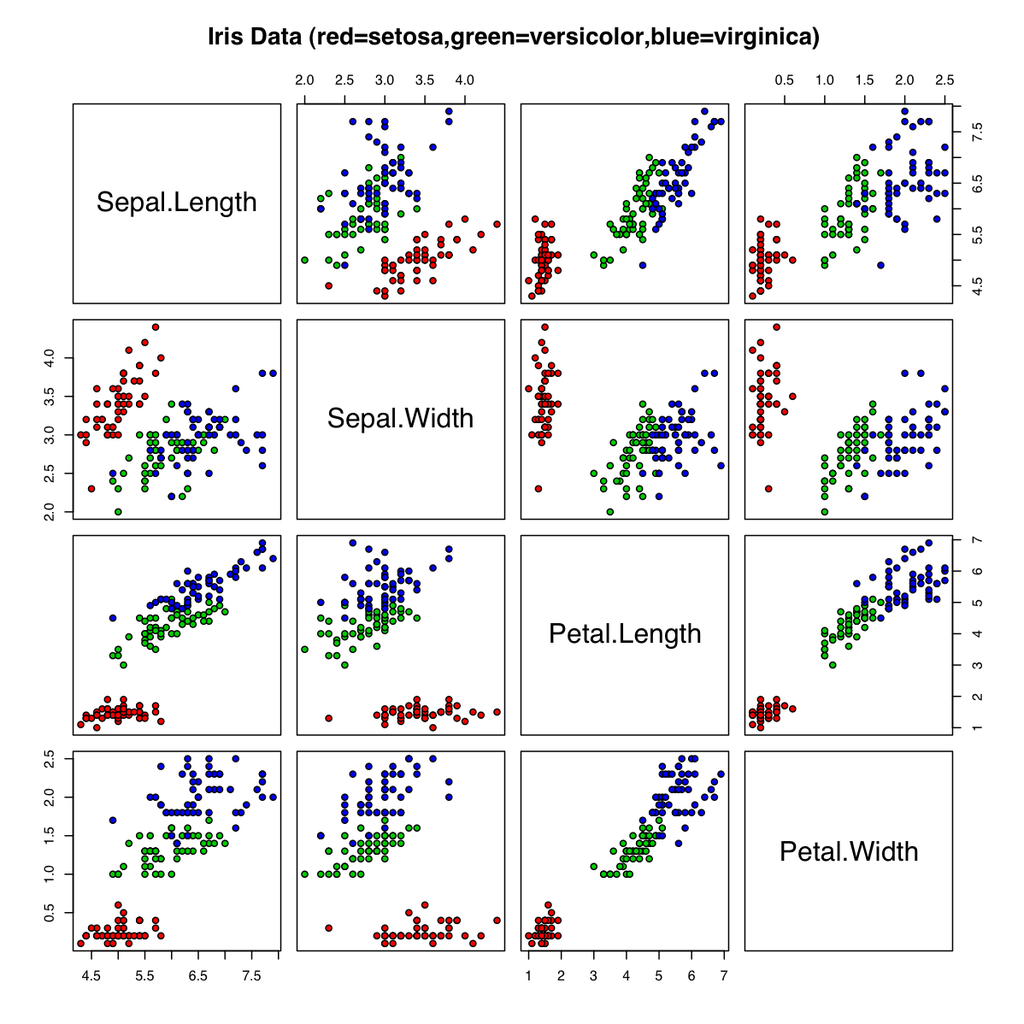 Iris Data (red=setosa,green=versicolor,blue=virginica)
2.0 2.5 3.0 3.5 4.0
0.5 1.0 1.5 2.0 2.5
Sepal.Length
4.5 5.5 6.5 7.5
2.0 2.5 3.0 3.5 4.0
Sepal.Width
Petal.Length
1 2 3 4 5 6 7
0.5 1.0 1.5 2.0 2.5
Petal.Width
4.5 5.5 6.5 7.5
1 2 3 4 5 6 7